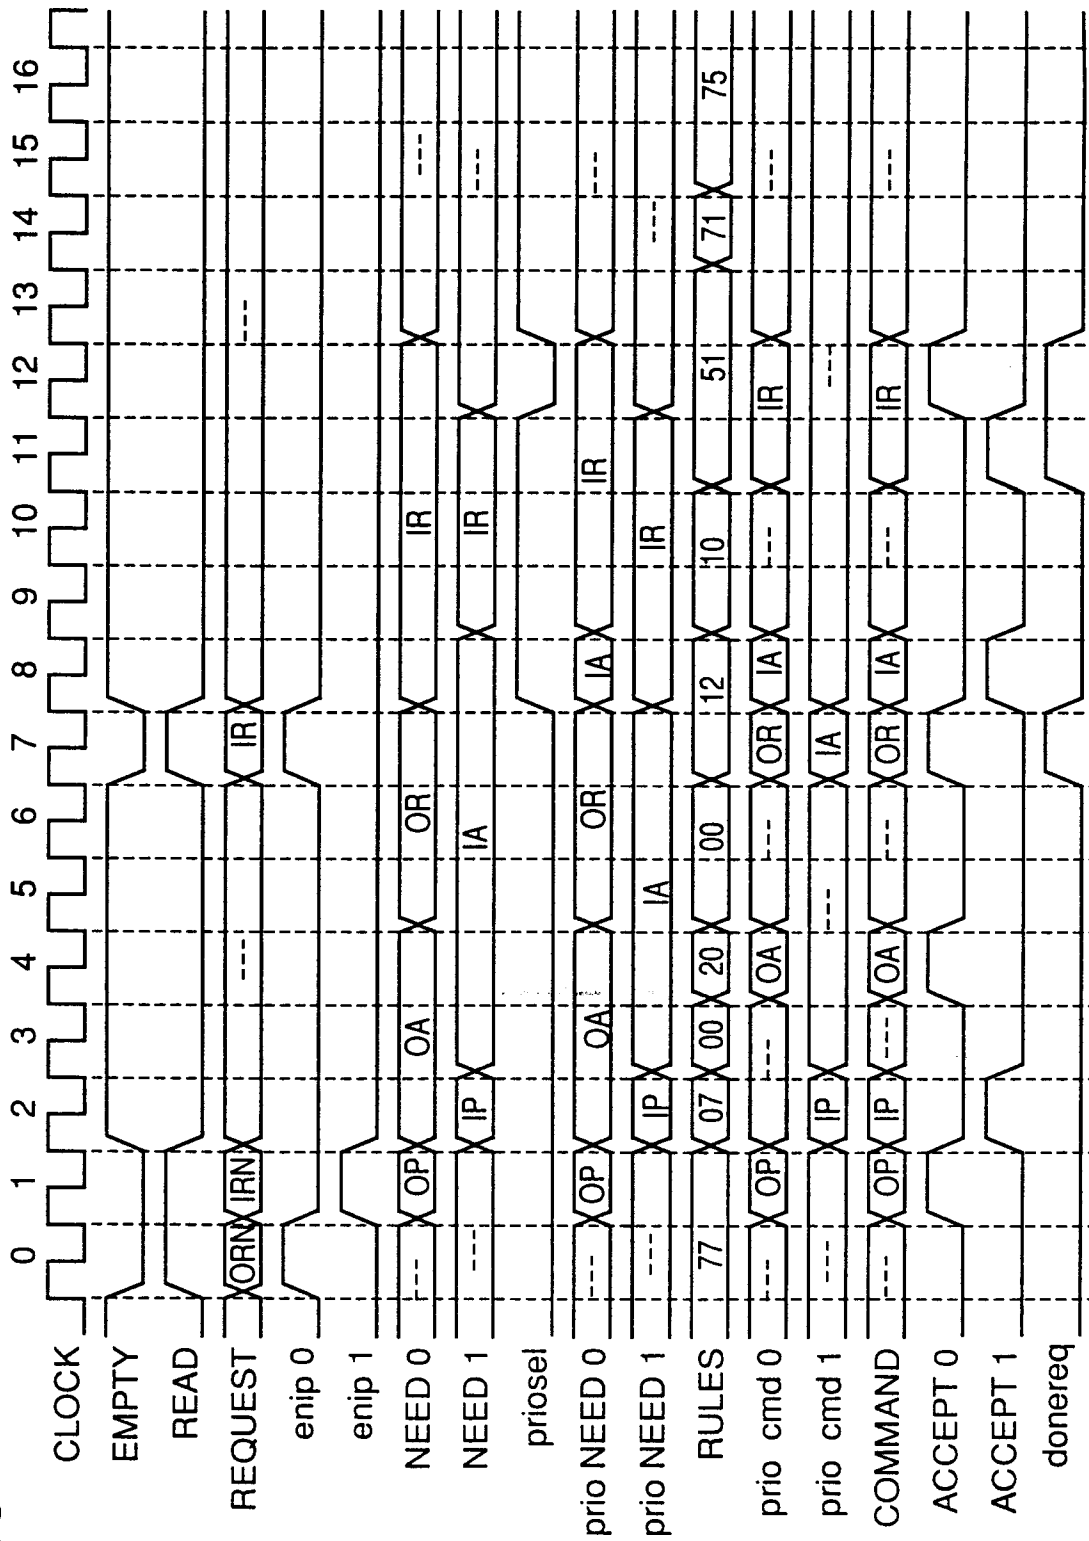 0 1 2 3 4 5 6 7 8 9 10 11 12 13 14 15 16
CLOCK
EMPTY
READ
REQUEST ORN IRN ---- IR ----
enip 0
enip 1
NEED 0 ---- OP OA OR IR ----
NEED 1 ---- IP IA IR ----
priosel
prio NEED 0 ---- OP OA OR IA IR ----
prio NEED 1 ---- IP IA IR ----
RULES 77 07 00 20 00 12 10 51 71 75
prio cmd 0 ---- OP ---- OA ---- OR IA ---- IR ----
prio cmd 1 ---- IP ---- IA ----
COMMAND ---- OP IP ---- OA ---- OR IA ---- IR ----
ACCEPT 0
ACCEPT 1
donereq